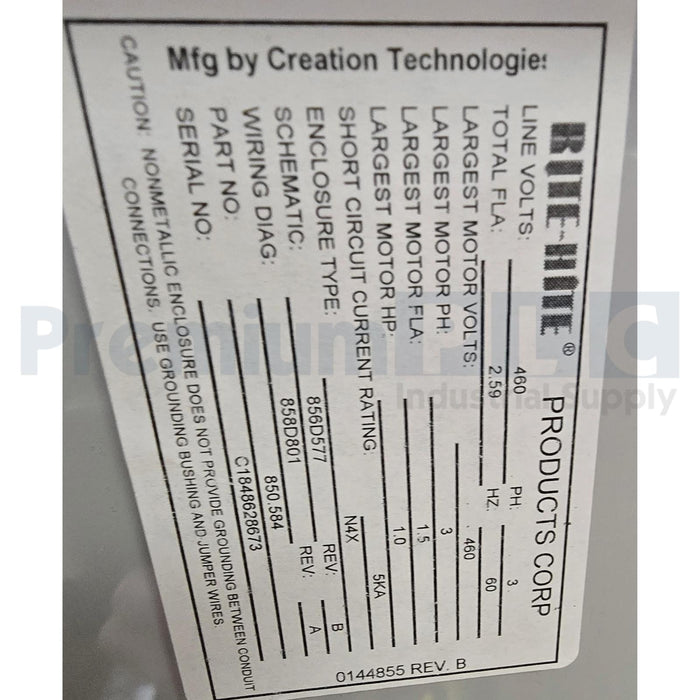 Mfg by Creation Technologies
RITE-HITE® PRODUCTS CORP
LINE VOLTS: 460 PH: 3
TOTAL FLA: 2.59 HZ: 60
LARGEST MOTOR VOLTS: 460
LARGEST MOTOR PH: 3
LARGEST MOTOR FLA: 1.5
LARGEST MOTOR HP: 1.0
SHORT CIRCUIT CURRENT RATING: 5KA
ENCLOSURE TYPE: N4X
SCHEMATIC: 856D577 REV: B
WIRING DIAG: 858D801 REV: A
PART NO: 850.584
SERIAL NO: C1848628673
CAUTION: NONMETALLIC ENCLOSURE DOES NOT PROVIDE GROUNDING BETWEEN CONDUIT
CONNECTIONS. USE GROUNDING BUSHING AND JUMPER WIRES.
0144855 REV. B
PremiumPLC
Industrial Supply